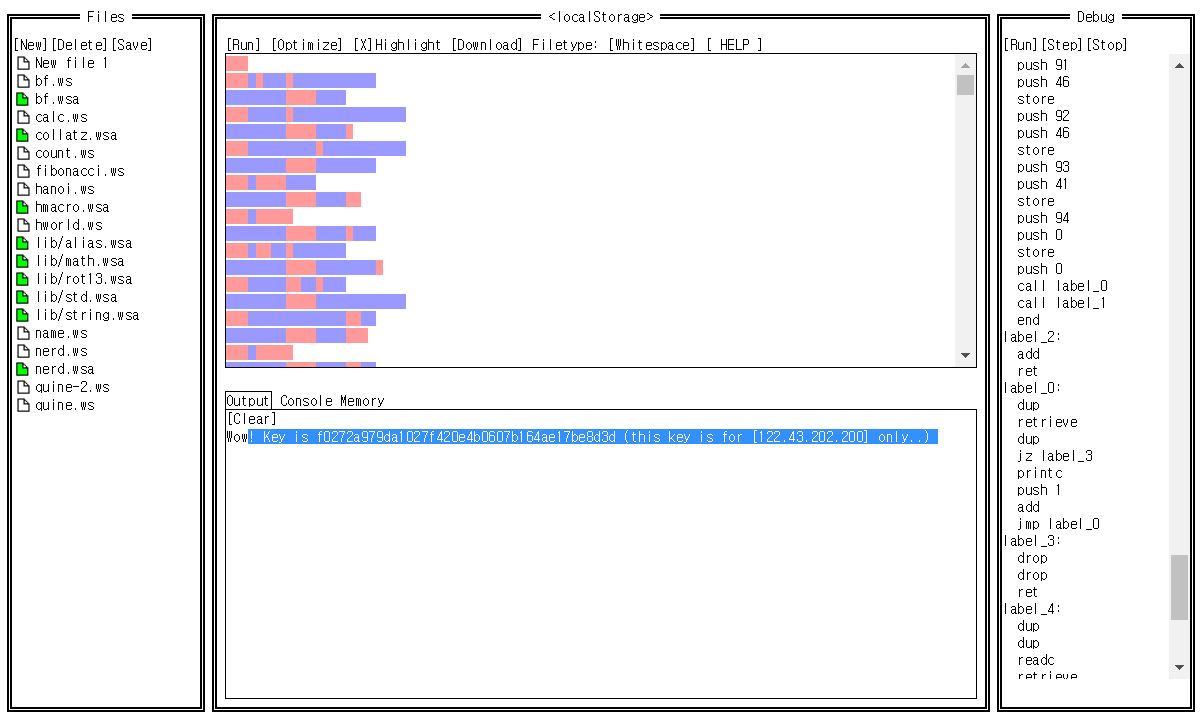 Files
[New][Delete][Save]
New file 1
bf.ws
bf.wsa
calc.ws
collatz.wsa
count.ws
fibonacci.ws
hanoi.ws
hmacro.wsa
hworld.ws
lib/alias.wsa
lib/math.wsa
lib/rot13.wsa
lib/std.wsa
lib/string.wsa
name.ws
nerd.ws
nerd.wsa
quine-2.ws
quine.ws
<localStorage>
[Run] [Optimize] [X]Highlight [Download] Filetype: [Whitespace] [ HELP ]
Output Console Memory
[Clear]
Wow! Key is f0272a979da1027f420e4b0607b164ae17be8d3d (this key is for [122.43.202.200] only..)
Debug
[Run][Step][Stop]
push 91
push 46
store
push 92
push 46
store
push 93
push 41
store
push 94
push 0
store
push 0
call label_0
call label_1
end
label_2:
add
ret
label_0:
dup
retrieve
dup
jz label_3
printc
push 1
add
jmp label_0
label_3:
drop
drop
ret
label_4:
dup
dup
readc
retrieve